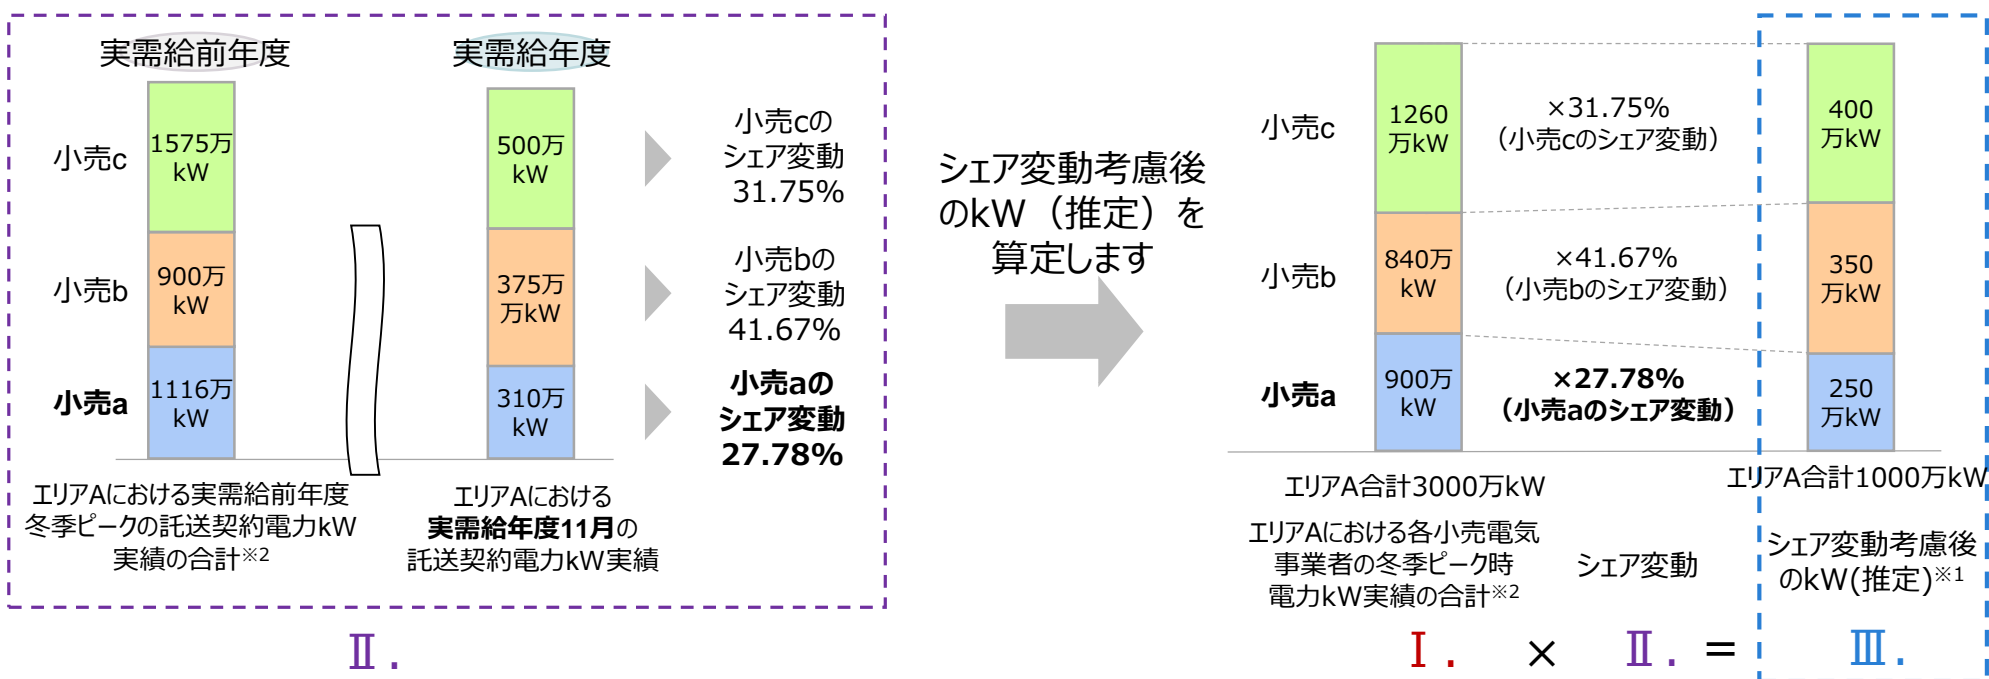 実需給前年度
実需給年度
小売c
1575万
kW
500万
kW
小売cの
シェア変動
31.75%
小売b
900万
kW
375万
万kW
小売bの
シェア変動
41.67%
小売a
1116万
kW
310万
kW
小売aの
シェア変動
27.78%
エリアAにおける実需給前年度
冬季ピークの託送契約電力kW
実績の合計※2
エリアAにおける
実需給年度11月の
託送契約電力kW実績
Ⅱ.
シェア変動考慮後
のkW（推定）を
算定します
小売c
1260
万kW
×31.75%
（小売cのシェア変動）
400
万kW
小売b
840万
kW
×41.67%
（小売bのシェア変動）
350
万kW
小売a
900万
kW
×27.78%
（小売aのシェア変動）
250
万kW
エリアA合計3000万kW
エリアA合計1000万kW
エリアAにおける各小売電気
事業者の冬季ピーク時
電力kW実績の合計※2
シェア変動
シェア変動考慮後
のkW(推定)※1
Ⅰ. × Ⅱ. = Ⅲ.